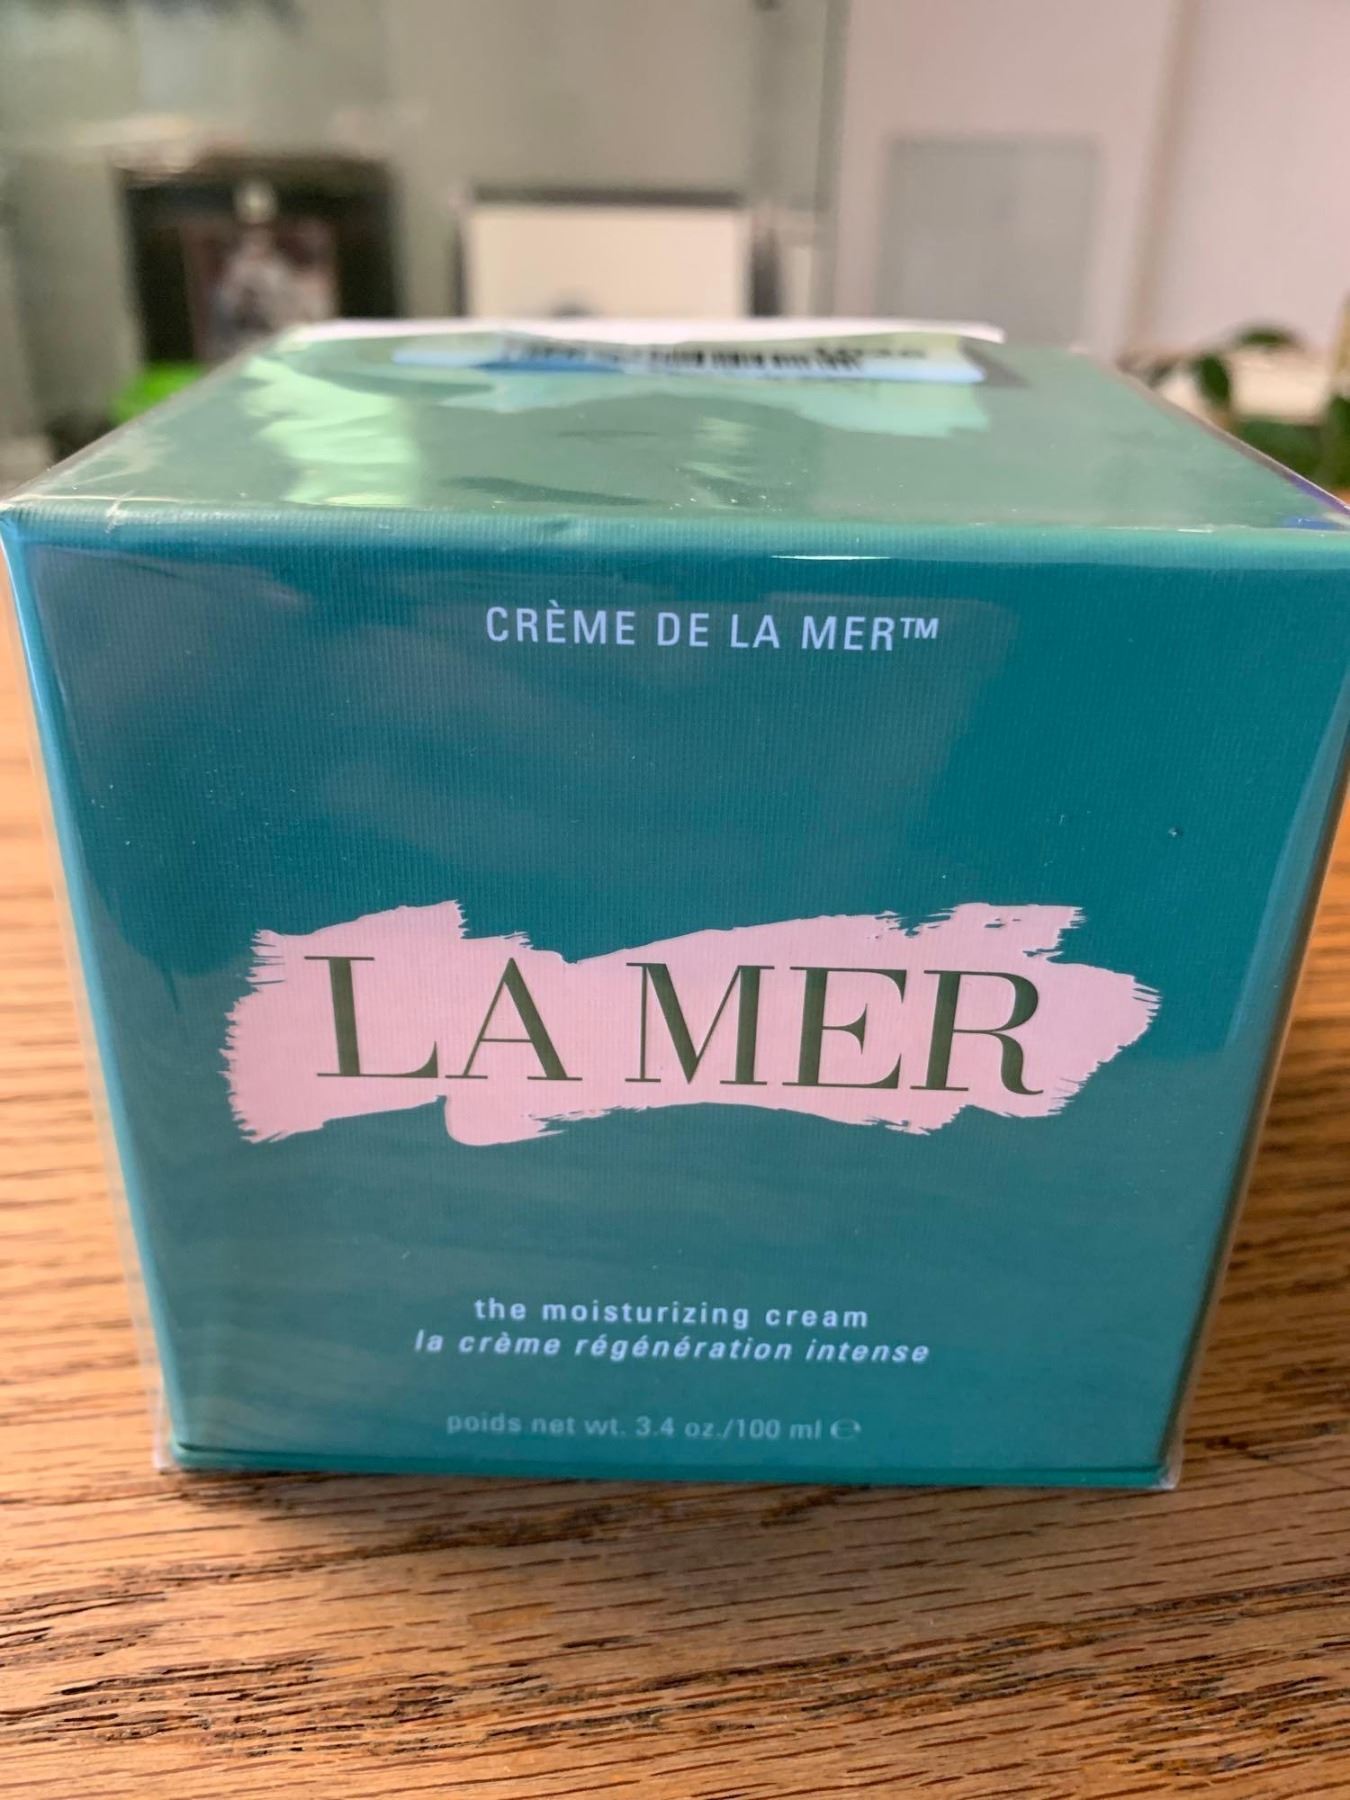 CRÈME DE LA MER™
LA MER
the moisturizing cream
la crème régénération intense
poids net wt. 3.4 oz./100 ml ℮